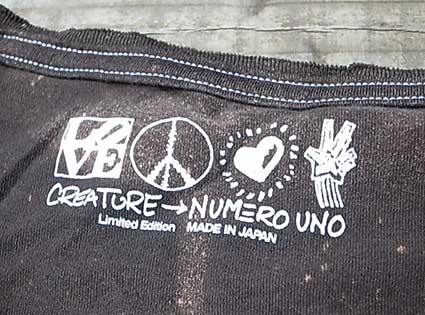 LOVE
CREATURE → NUMERO UNO
Limited Edition MADE IN JAPAN